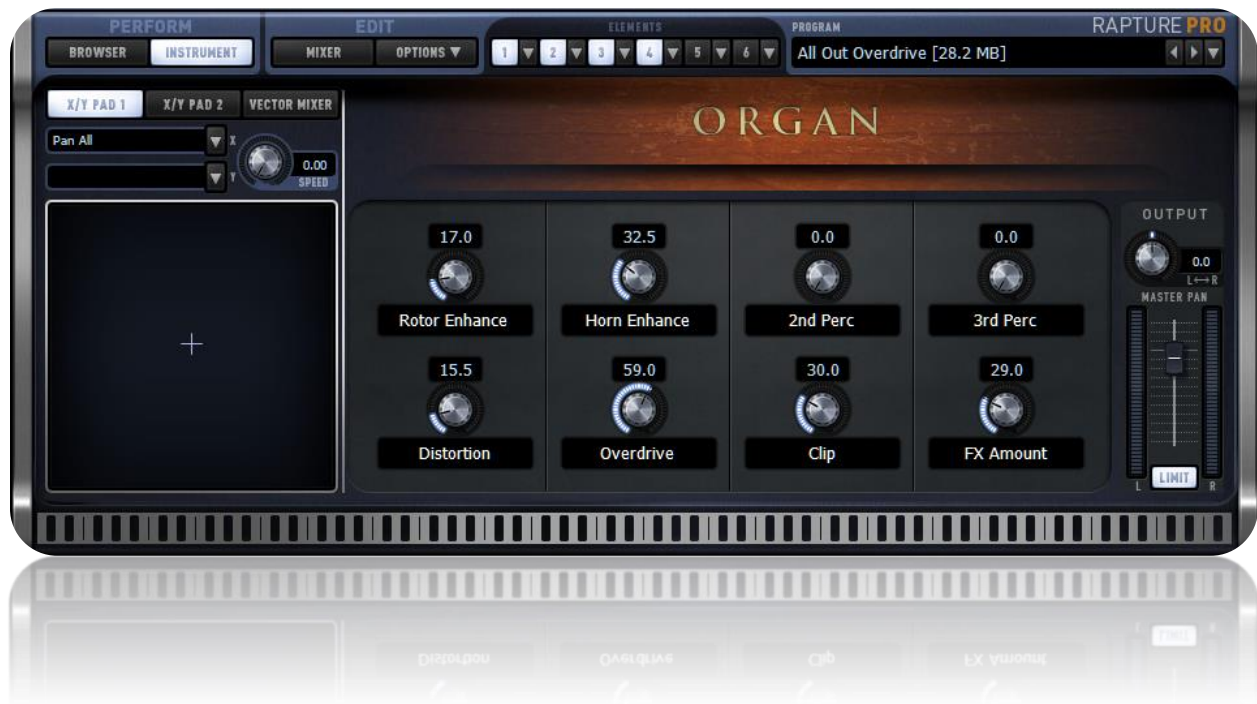 PERFORM
EDIT
ELEMENTS
PROGRAM
RAPTURE PRO
BROWSER
INSTRUMENT
MIXER
OPTIONS
1
2
3
4
5
6
All Out Overdrive [28.2 MB]
X/Y PAD 1
X/Y PAD 2
VECTOR MIXER
Pan All
X
Y
0.00
SPEED
ORGAN
17.0
32.5
0.0
0.0
Rotor Enhance
Horn Enhance
2nd Perc
3rd Perc
15.5
59.0
30.0
29.0
Distortion
Overdrive
Clip
FX Amount
OUTPUT
0.0
L↔R
MASTER PAN
L
LIMIT
R